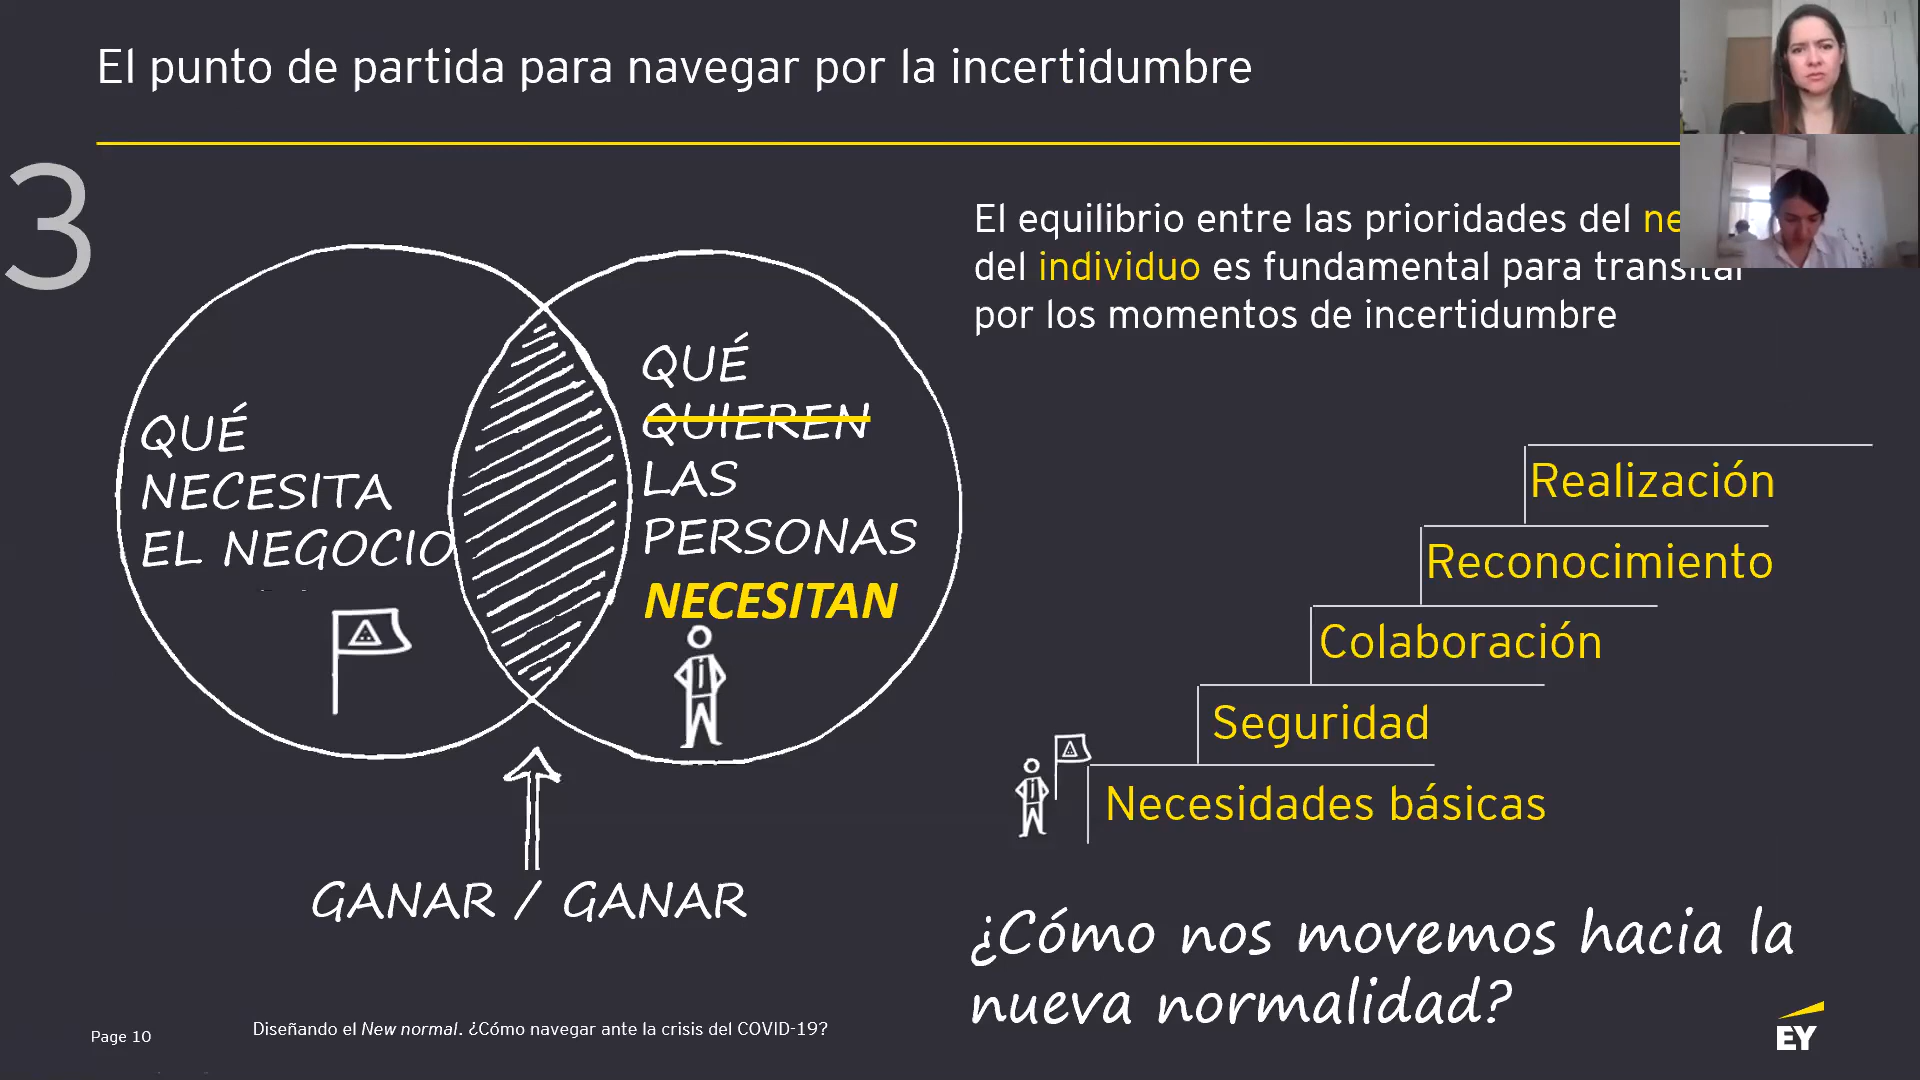 El punto de partida para navegar por la incertidumbre
3
QUÉ
NECESITA
EL NEGOCIO
QUÉ
QUIEREN
LAS
PERSONAS
NECESITAN
GANAR / GANAR
El equilibrio entre las prioridades del
del individuo es fundamental para transitar
por los momentos de incertidumbre
Realización
Reconocimiento
Colaboración
Seguridad
Necesidades básicas
¿Cómo nos movemos hacia la
nueva normalidad?
Page 10
Diseñando el New normal. ¿Cómo navegar ante la crisis del COVID-19?
EY